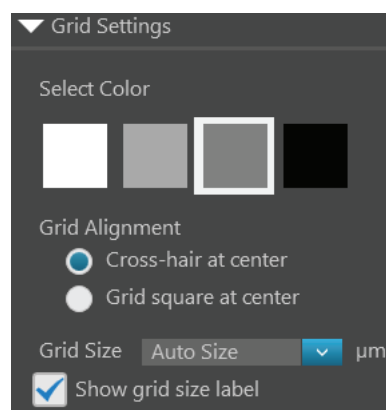 Grid Settings
Select Color
Grid Alignment
Cross-hair at center
Grid square at center
Grid Size Auto Size µm
Show grid size label